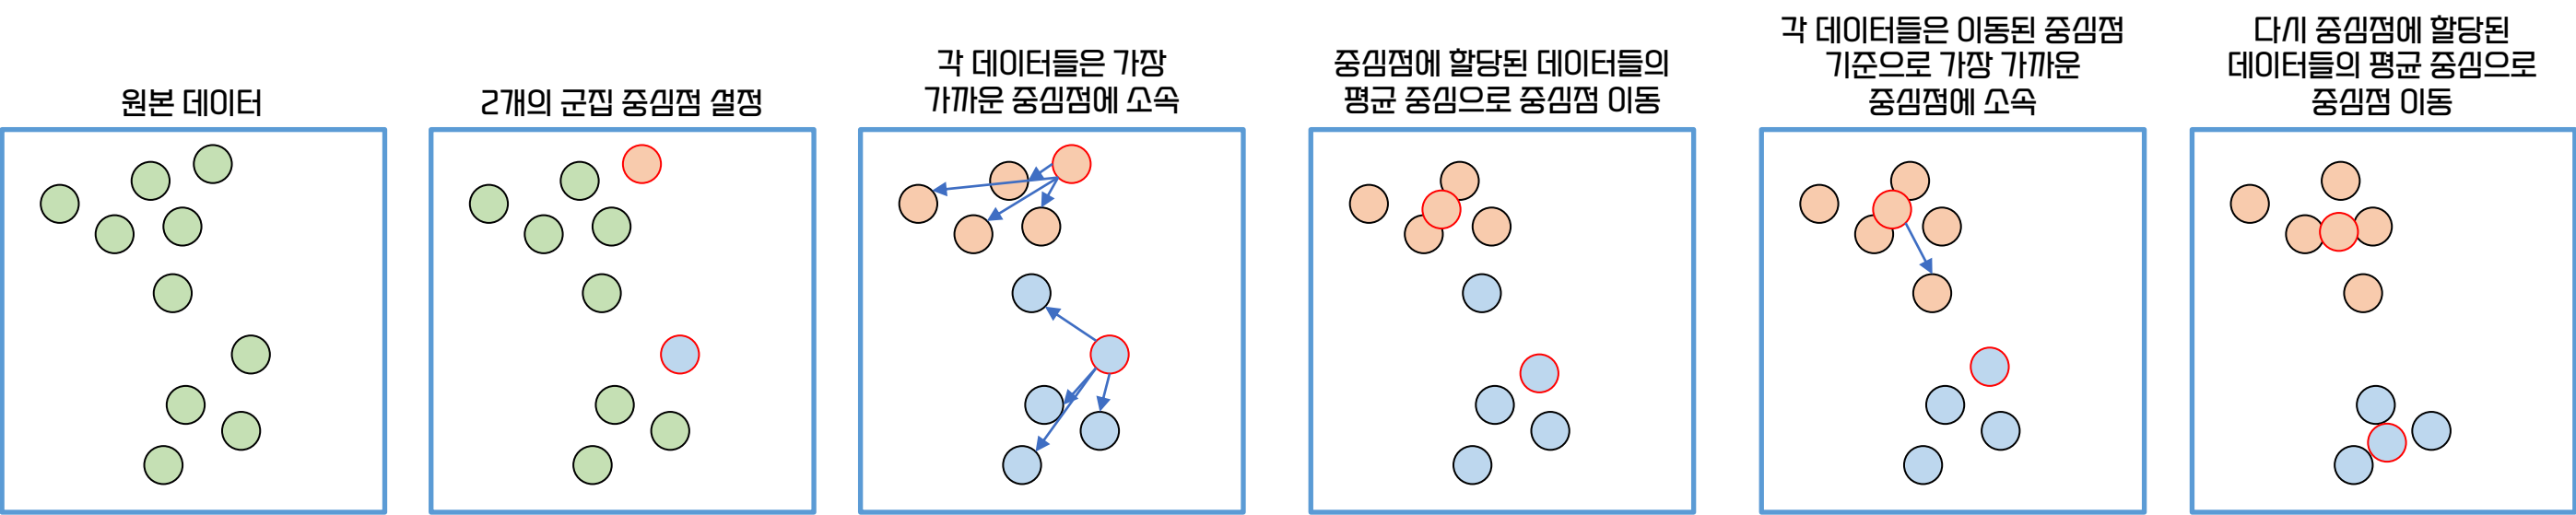 원본 데이터
2개의 군집 중심점 설정
각 데이터들은 가장
가까운 중심점에 소속
중심점에 할당된 데이터들의
평균 중심으로 중심점 이동
각 데이터들은 이동된 중심점
기준으로 가장 가까운
중심점에 소속
다시 중심점에 할당된
데이터들의 평균 중심으로
중심점 이동